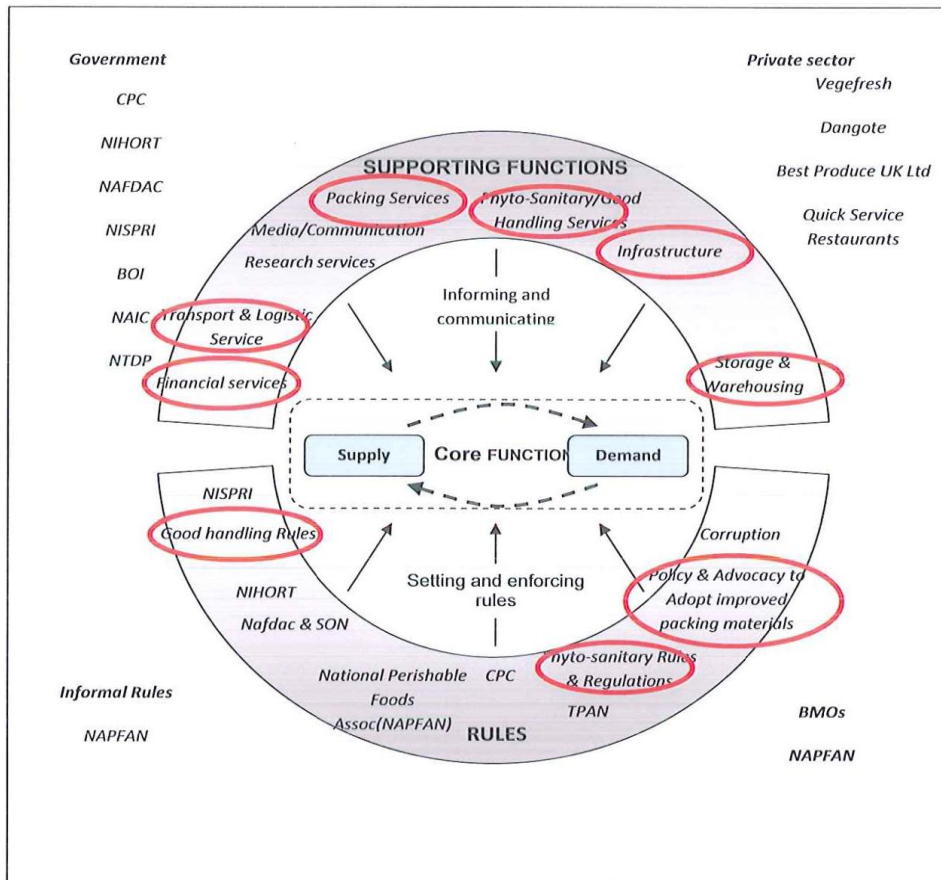 Government
CPC
NIHORT
NAFDAC
NISPRI
BOI
NAIC
NTDP
Private sector
Vegefresh
Dangote
Best Produce UK Ltd
Quick Service
Restaurants
SUPPORTING FUNCTIONS
Packing Services
Phyto-Sanitary/Good
Handling Services
Media/Communication
Infrastructure
Research services
Transport & Logistic
Service
Financial services
Storage &
Warehousing
Informing and
communicating
Supply
Core FUNCTION
Demand
NISPRI
Good handling Rules
NIHORT
Nafdac & SON
Setting and enforcing
rules
Corruption
Policy & Advocacy to
Adopt improved
packing materials
National Perishable
Foods
Assoc(NAPFAN)
CPC
Phyto-sanitary Rules
& Regulations
TPAN
RULES
Informal Rules
NAPFAN
BMOs
NAPFAN